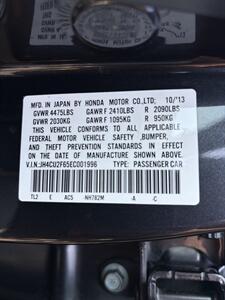 MFD. IN JAPAN BY HONDA MOTOR CO.,LTD; 10/'13
GVWR 4475LBS GAWR F 2410LBS R 2090LBS
GVWR 2030KG GAWR F 1095KG R 950KG
THIS VEHICLE CONFORMS TO ALL APPLICABLE
FEDERAL MOTOR VEHICLE SAFETY ,BUMPER,
AND THEFT PREVENTION STANDARDS
IN EFFECT ON THE DATE OF MANUFACTURE
SHOWN ABOVE.
V.I.N:JH4CU2F65EC001996 TYPE: PASSENGER CAR
TL2 E AC5 -NH782M -A -C